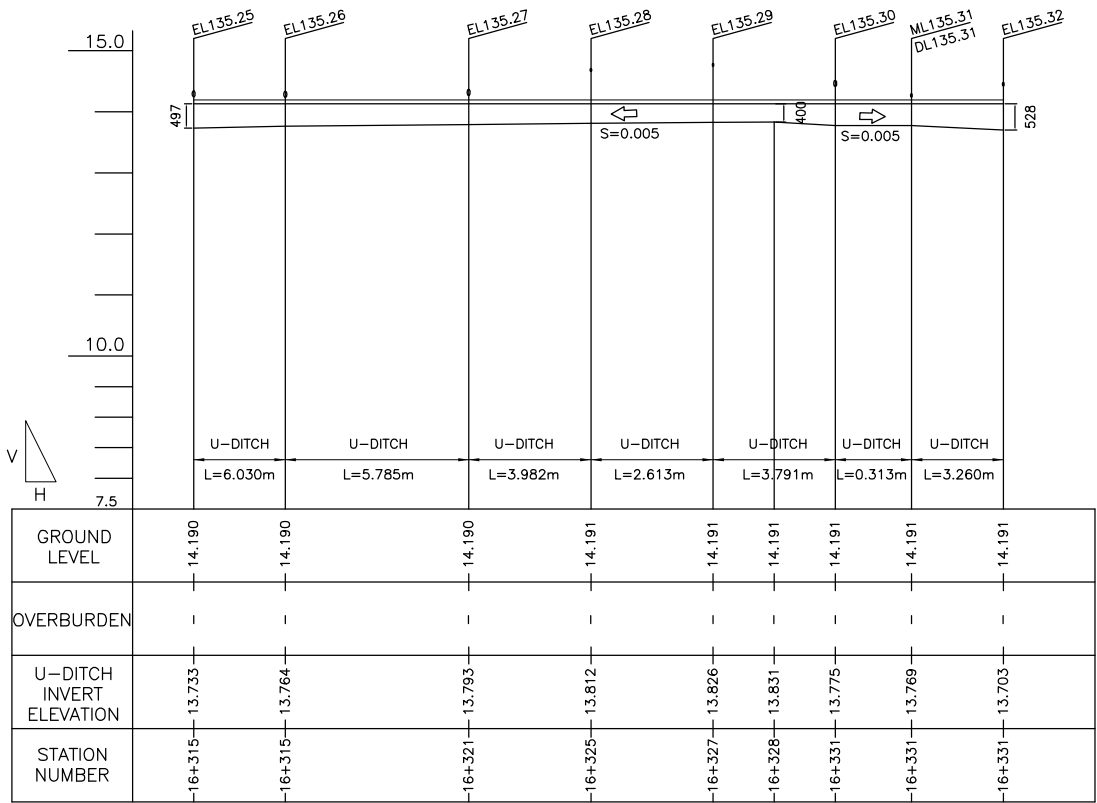 EL135.25
EL135.26
EL135.27
EL135.28
EL135.29
EL135.30
ML135.31
DL135.31
EL135.32
15.0
497
S=0.005
400
S=0.005
528
10.0
V
H
7.5
U-DITCH
L=6.030m
U-DITCH
L=5.785m
U-DITCH
L=3.982m
U-DITCH
L=2.613m
U-DITCH
L=3.791m
U-DITCH
L=0.313m
U-DITCH
L=3.260m
GROUND
LEVEL
14.190
14.190
14.190
14.191
14.191
14.191
14.191
14.191
14.191
OVERBURDEN
-
-
-
-
-
-
-
-
-
U-DITCH
INVERT
ELEVATION
13.733
13.764
13.793
13.812
13.826
13.831
13.775
13.769
13.703
STATION
NUMBER
16+315
16+315
16+321
16+325
16+327
16+328
16+331
16+331
16+331